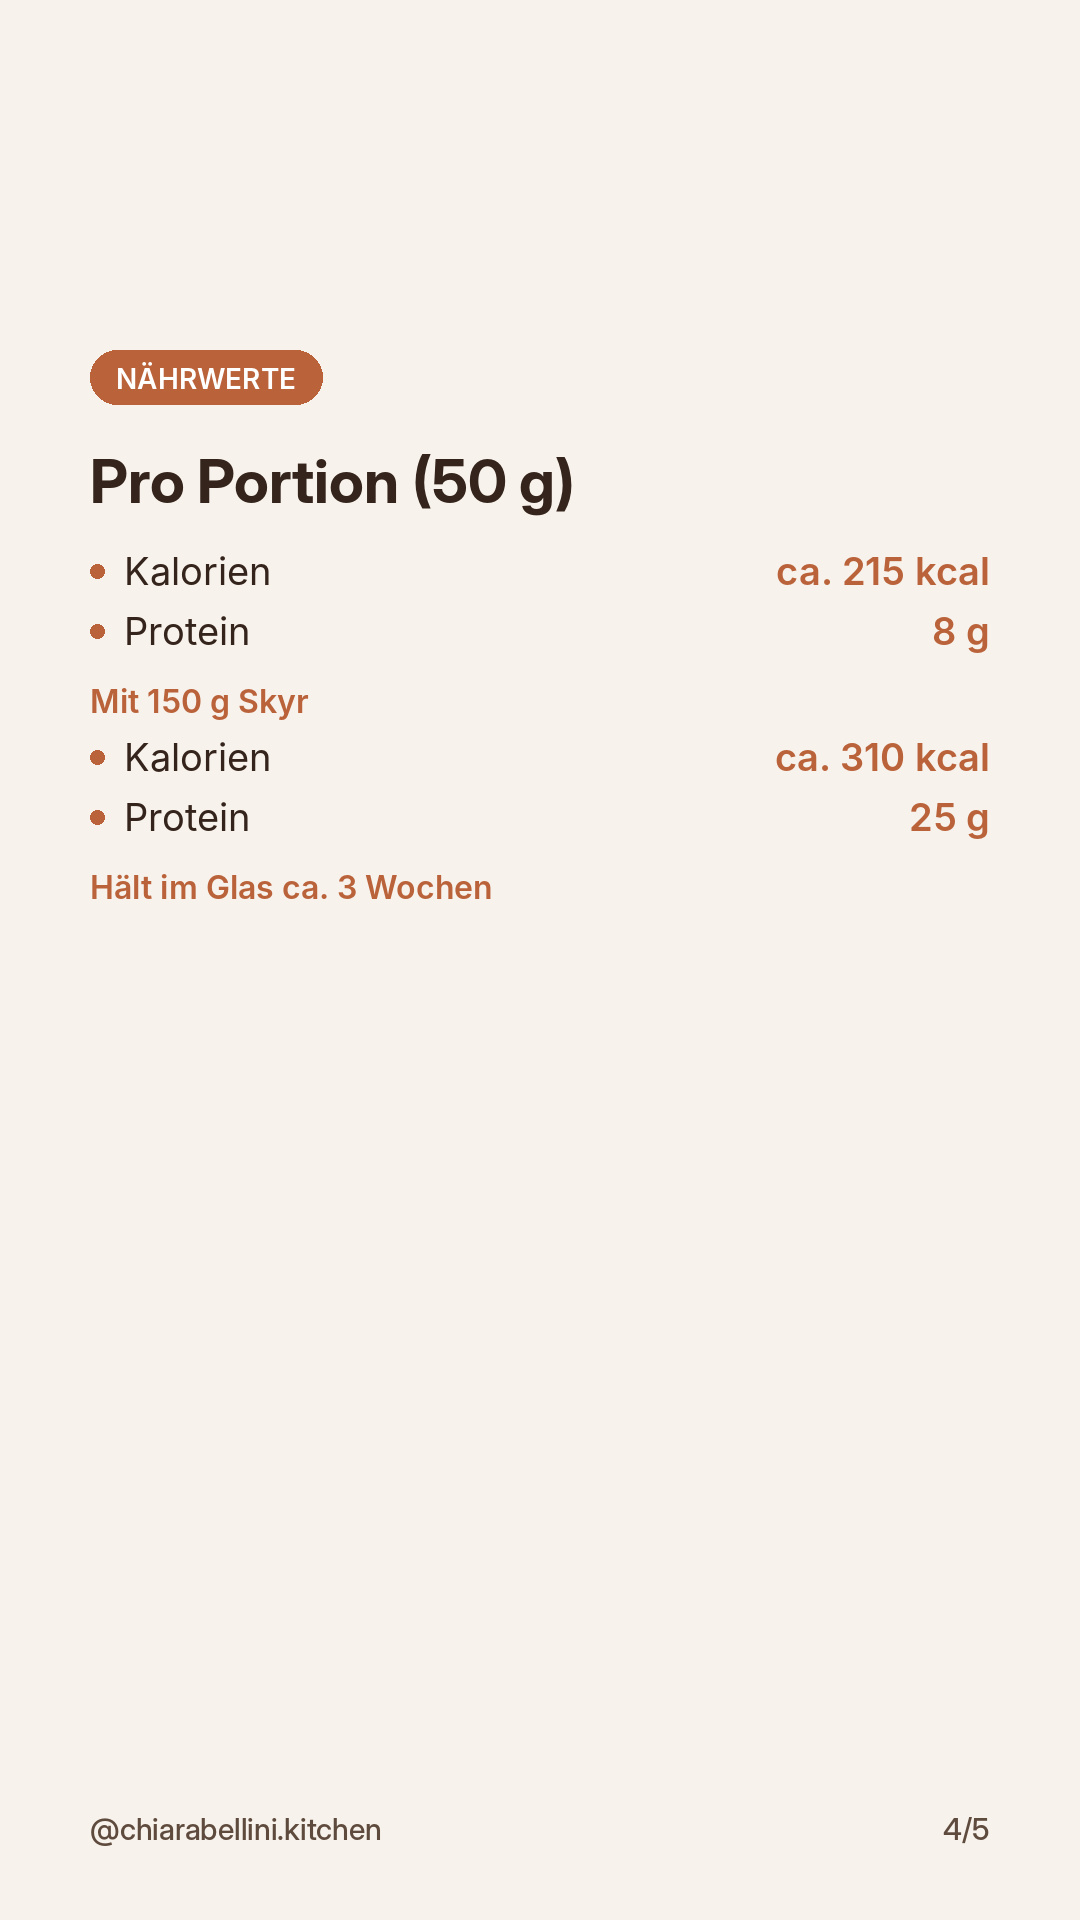 NÄHRWERTE
Pro Portion (50 g)
Kalorien ca. 215 kcal
Protein 8 g
Mit 150 g Skyr
Kalorien ca. 310 kcal
Protein 25 g
Hält im Glas ca. 3 Wochen
@chiarabellini.kitchen 4/5